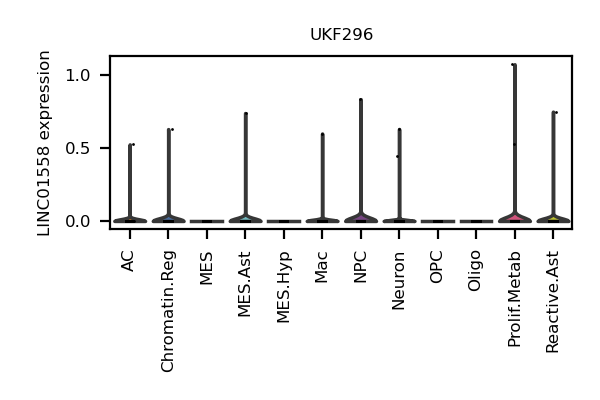 UKF296
LINC01558 expression
1.0
0.5
0.0
AC
Chromatin.Reg
MES
MES.Ast
MES.Hyp
Mac
NPC
Neuron
OPC
Oligo
Prolif.Metab
Reactive.Ast